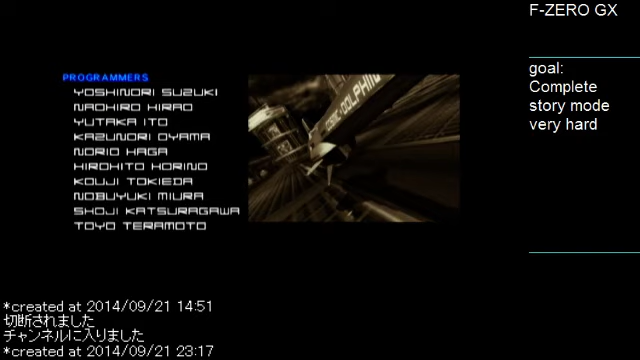 F-ZERO GX
goal:
Complete
story mode
very hard
PROGRAMMERS
YOSHINORI SUZUKI
NAOHIRO HIRAO
YUTAKA ITO
KAZUNORI OYAMA
NORIO HAGA
HIROHITO HORINO
KOUJI TOKIEDA
NOBUYUKI MIURA
SHOJI KATSURAGAWA
TOYO TERAMOTO
*created at 2014/09/21 14:51
切断されました
チャンネルに入りました
*created at 2014/09/21 23:17